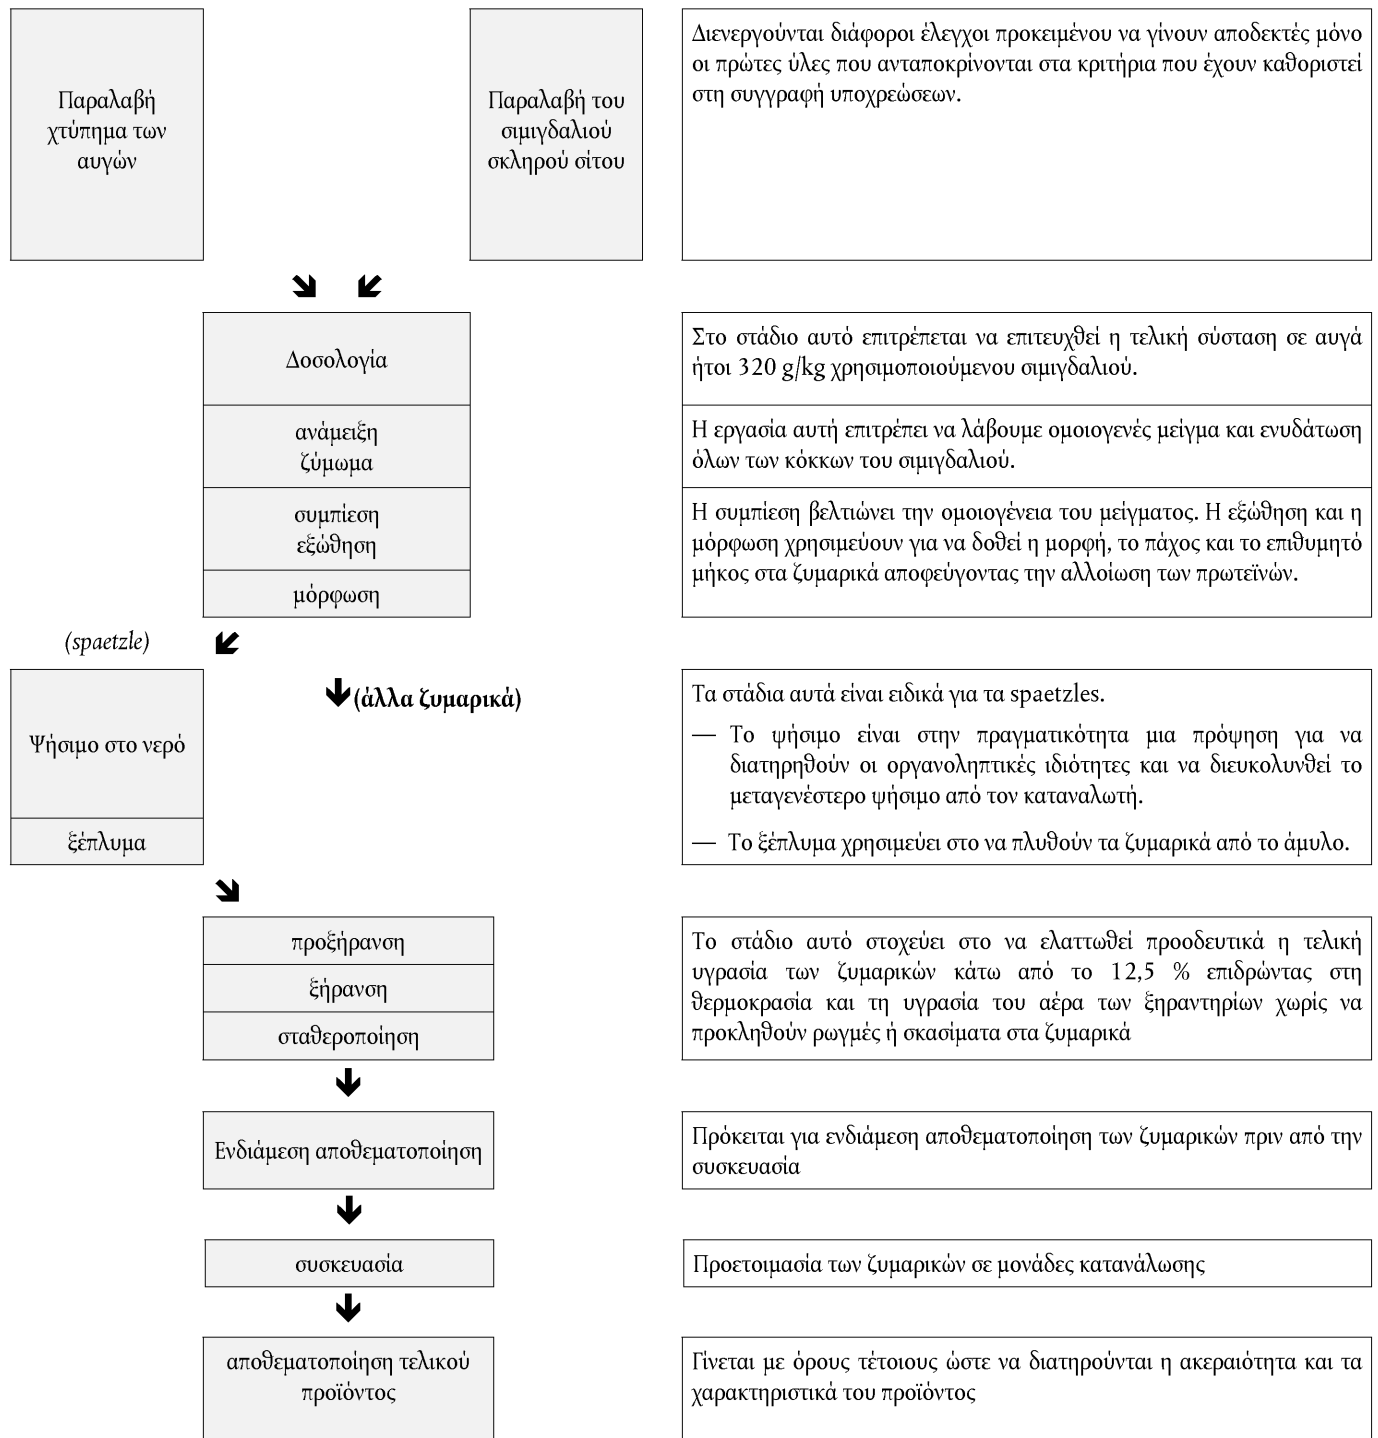 Παραλαβή
χτύπημα των
αυγών
Παραλαβή του
σιμιγδαλιού
σκληρού σίτου
Διενεργούνται διάφοροι έλεγχοι προκειμένου να γίνουν αποδεκτές μόνο
οι πρώτες ύλες που ανταποκρίνονται στα κριτήρια που έχουν καθοριστεί
στη συγγραφή υποχρεώσεων.
Δοσολογία
Στο στάδιο αυτό επιτρέπεται να επιτευχθεί η τελική σύσταση σε αυγά
ήτοι 320 g/kg χρησιμοποιούμενου σιμιγδαλιού.
ανάμειξη
ζύμωμα
Η εργασία αυτή επιτρέπει να λάβουμε ομοιογενές μείγμα και ενυδάτωση
όλων των κόκκων του σιμιγδαλιού.
συμπίεση
εξώθηση
μόρφωση
Η συμπίεση βελτιώνει την ομοιογένεια του μείγματος. Η εξώθηση και η
μόρφωση χρησιμεύουν για να δοθεί η μορφή, το πάχος και το επιθυμητό
μήκος στα ζυμαρικά αποφεύγοντας την αλλοίωση των πρωτεϊνών.
(spaetzle)
(άλλα ζυμαρικά)
Ψήσιμο στο νερό
ξέπλυμα
Τα στάδια αυτά είναι ειδικά για τα spaetzles.
— Το ψήσιμο είναι στην πραγματικότητα μια πρόψηση για να
διατηρηθούν οι οργανοληπτικές ιδιότητες και να διευκολυνθεί το
μεταγενέστερο ψήσιμο από τον καταναλωτή.
— Το ξέπλυμα χρησιμεύει στο να πλυθούν τα ζυμαρικά από το άμυλο.
προξήρανση
ξήρανση
σταθεροποίηση
Το στάδιο αυτό στοχεύει στο να ελαττωθεί προοδευτικά η τελική
υγρασία των ζυμαρικών κάτω από το 12,5 % επιδρώντας στη
θερμοκρασία και τη υγρασία του αέρα των ξηραντηρίων χωρίς να
προκληθούν ρωγμές ή σκασίματα στα ζυμαρικά
Ενδιάμεση αποθεματοποίηση
Πρόκειται για ενδιάμεση αποθεματοποίηση των ζυμαρικών πριν από την
συσκευασία
συσκευασία
Προετοιμασία των ζυμαρικών σε μονάδες κατανάλωσης
αποθεματοποίηση τελικού
προϊόντος
Γίνεται με όρους τέτοιους ώστε να διατηρούνται η ακεραιότητα και τα
χαρακτηριστικά του προϊόντος